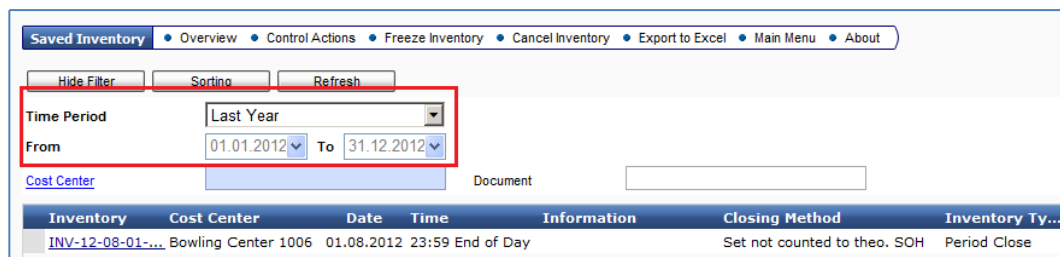 Saved Inventory • Overview • Control Actions • Freeze Inventory • Cancel Inventory • Export to Excel • Main Menu • About
Hide Filter Sorting Refresh
Time Period Last Year
From 01.01.2012 To 31.12.2012
Cost Center Document
Inventory Cost Center Date Time Information Closing Method Inventory Ty...
INV-12-08-01-... Bowling Center 1006 01.08.2012 23:59 End of Day Set not counted to theo. SOH Period Close